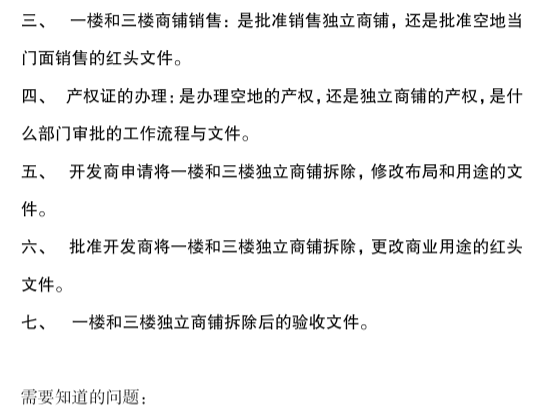 三、 一楼和三楼商铺销售：是批准销售独立商铺，还是批准空地当
门面销售的红头文件。
四、 产权证的办理：是办理空地的产权，还是独立商铺的产权，是什
么部门审批的工作流程与文件。
五、 开发商申请将一楼和三楼独立商铺拆除，修改布局和用途的文
件。
六、 批准开发商将一楼和三楼独立商铺拆除，更改商业用途的红头
文件。
七、 一楼和三楼独立商铺拆除后的验收文件。
需要知道的问题：